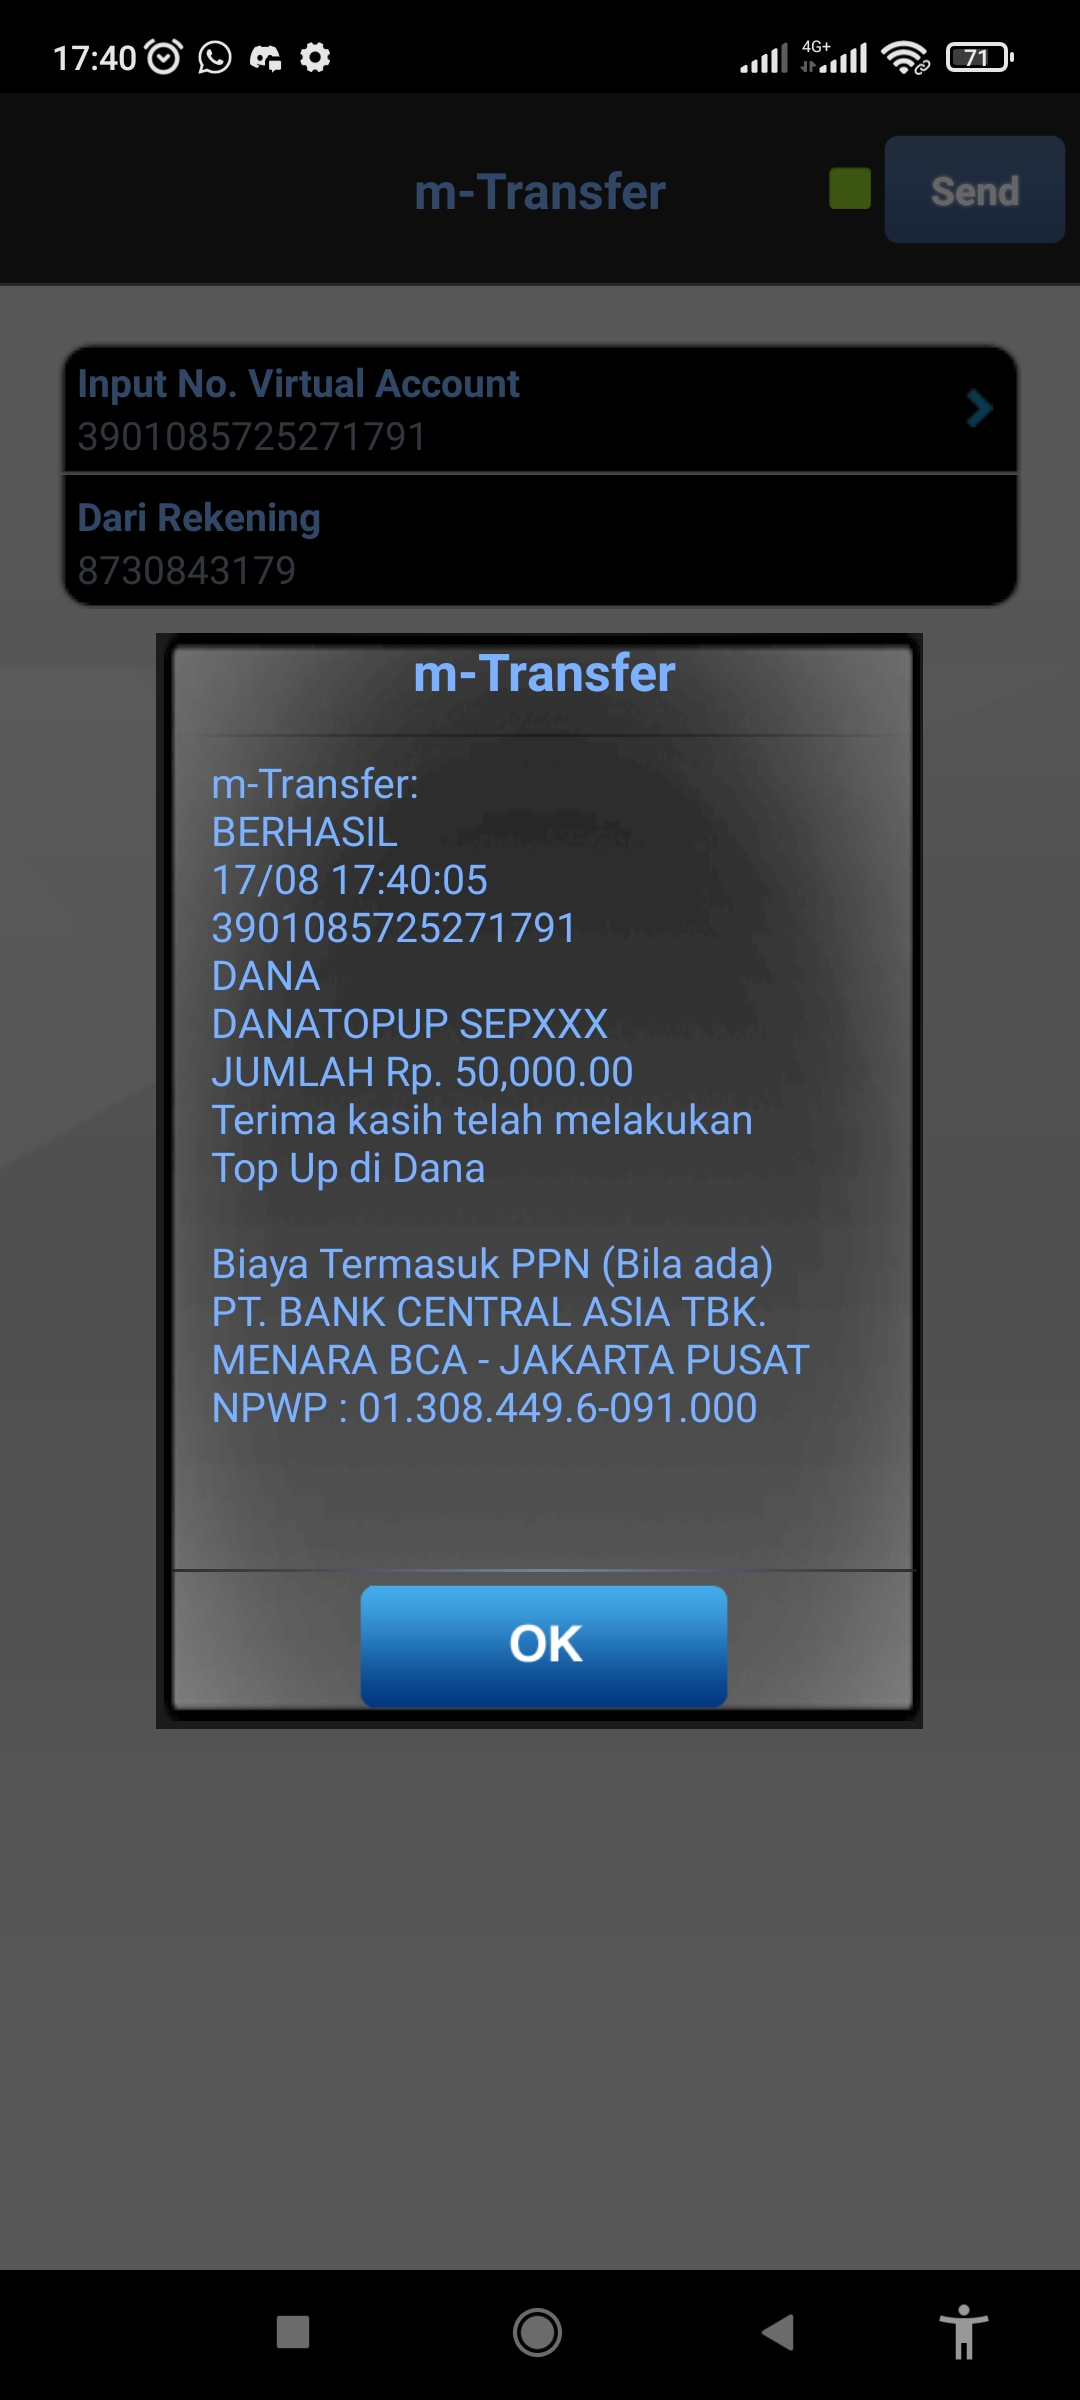 17:40
4G+
71
m-Transfer
Send
Input No. Virtual Account
3901085725271791
Dari Rekening
8730843179
m-Transfer
m-Transfer:
BERHASIL
17/08 17:40:05
3901085725271791
DANA
DANATOPUP SEPXXX
JUMLAH Rp. 50,000.00
Terima kasih telah melakukan
Top Up di Dana
Biaya Termasuk PPN (Bila ada)
PT. BANK CENTRAL ASIA TBK.
MENARA BCA - JAKARTA PUSAT
NPWP : 01.308.449.6-091.000
OK